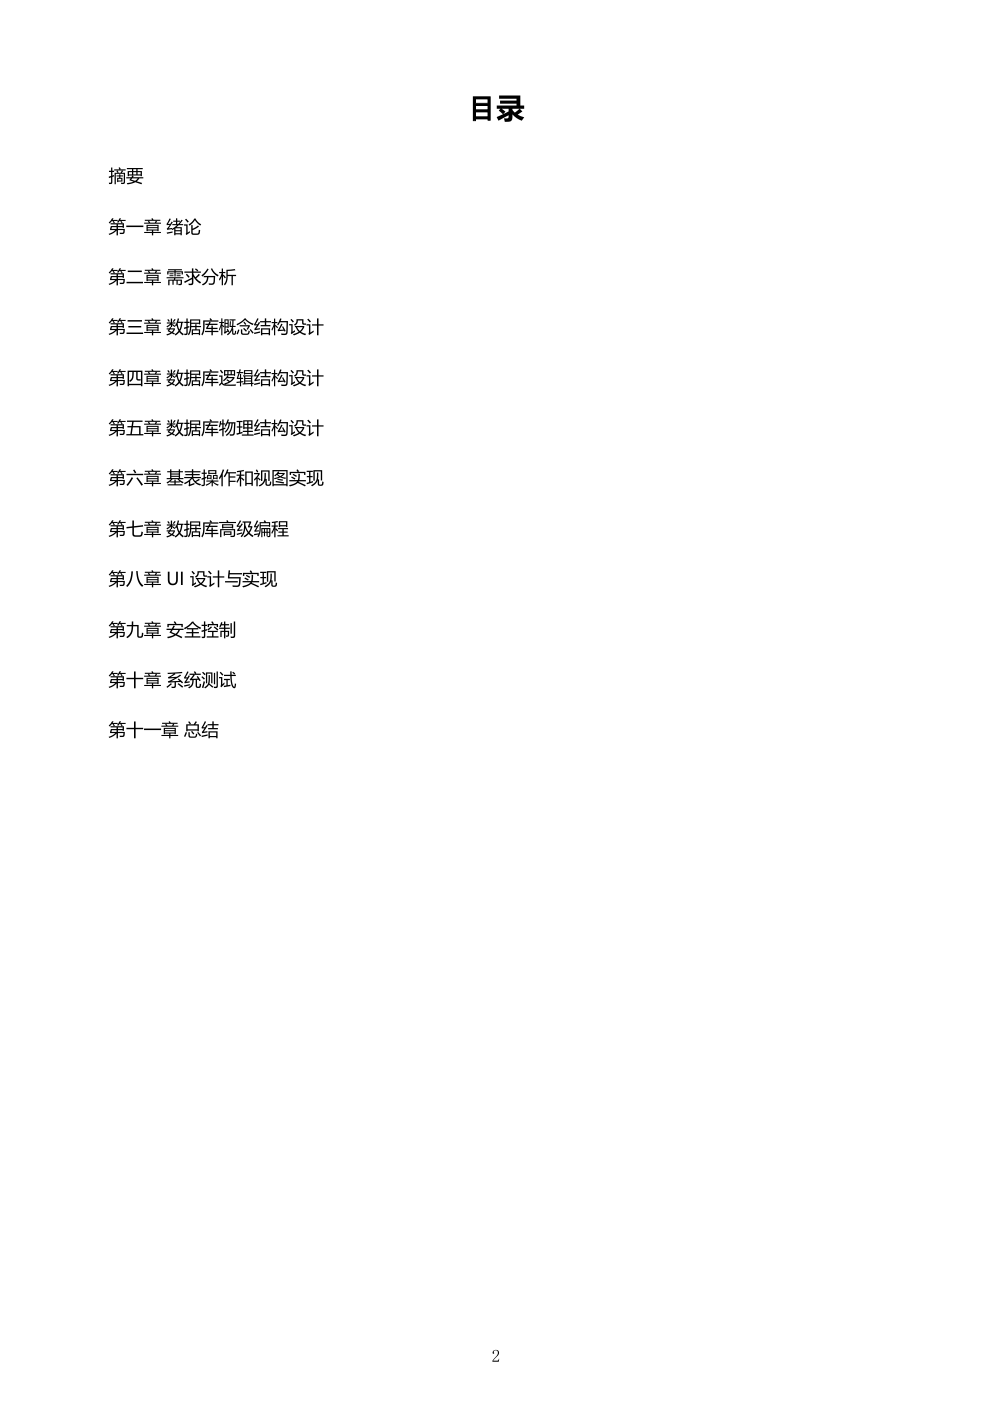 目录
摘要
第一章 绪论
第二章 需求分析
第三章 数据库概念结构设计
第四章 数据库逻辑结构设计
第五章 数据库物理结构设计
第六章 基表操作和视图实现
第七章 数据库高级编程
第八章 UI 设计与实现
第九章 安全控制
第十章 系统测试
第十一章 总结
2